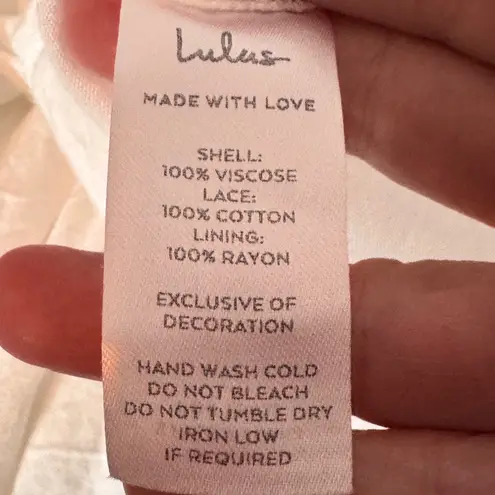 Lulus
MADE WITH LOVE
SHELL:
100% VISCOSE
LACE:
100% COTTON
LINING:
100% RAYON
EXCLUSIVE OF
DECORATION
HAND WASH COLD
DO NOT BLEACH
DO NOT TUMBLE DRY
IRON LOW
IF REQUIRED